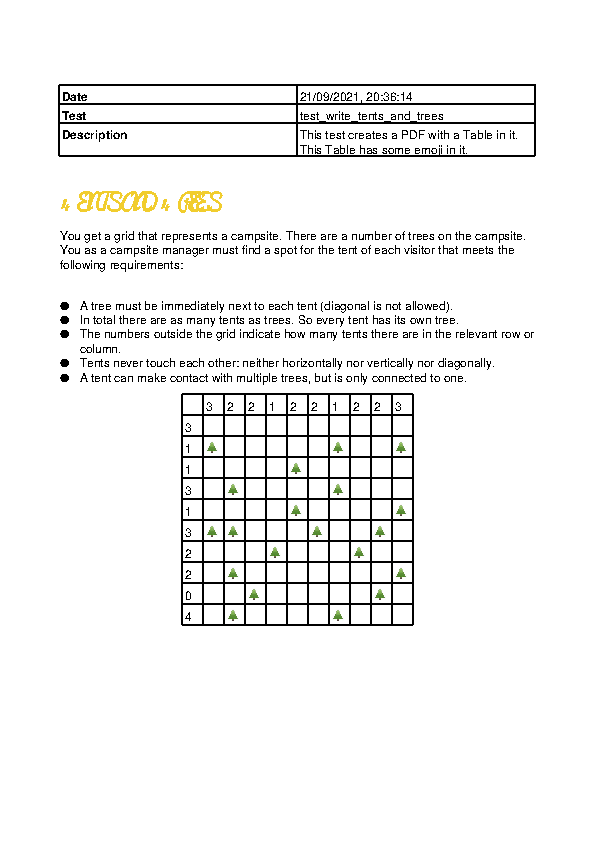 Date 21/09/2021, 20:36:14
Test test_write_tents_and_trees
Description This test creates a PDF with a Table in it.
This Table has some emoji in it.
You get a grid that represents a campsite. There are a number of trees on the campsite.
You as a campsite manager must find a spot for the tent of each visitor that meets the
following requirements:
● A tree must be immediately next to each tent (diagonal is not allowed).
● In total there are as many tents as trees. So every tent has its own tree.
● The numbers outside the grid indicate how many tents there are in the relevant row or
column.
● Tents never touch each other: neither horizontally nor vertically nor diagonally.
● A tent can make contact with multiple trees, but is only connected to one.
3 2 2 1 2 2 1 2 2 3
3
1
1
3
1
3
2
2
0
4